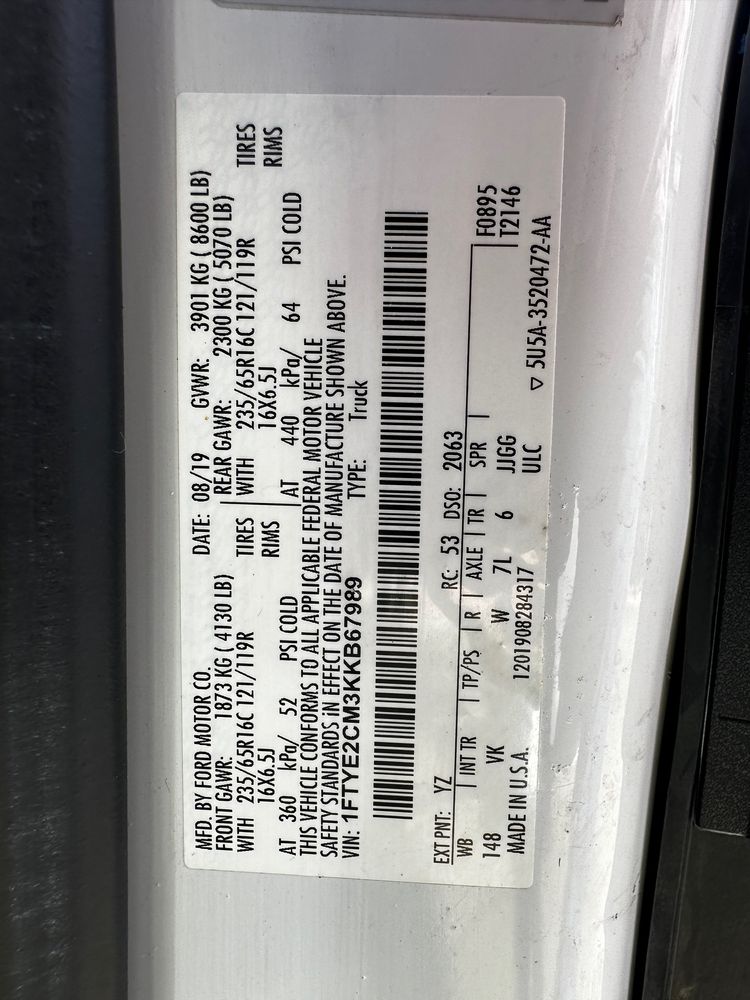 MFD. BY FORD MOTOR CO.
DATE: 08/19 GVWR: 3901 KG ( 8600 LB)
FRONT GAWR: 1873 KG ( 4130 LB) REAR GAWR: 2300 KG ( 5070 LB)
WITH 235/65R16C 121/119R TIRES WITH 235/65R16C 121/119R TIRES
16X6.5J RIMS 16X6.5J RIMS
AT 360 kPa/ 52 PSI COLD AT 440 kPa/ 64 PSI COLD
THIS VEHICLE CONFORMS TO ALL APPLICABLE FEDERAL MOTOR VEHICLE
SAFETY STANDARDS IN EFFECT ON THE DATE OF MANUFACTURE SHOWN ABOVE.
VIN: 1FTYE2CM3KKB67989 TYPE: Truck
EXT PNT: YZ RC: 53 DSO: 2063
WB INT TR TP/PS R AXLE TR SPR F0895
148 VK W 7L 6 JJGG T2146
MADE IN U.S.A. 1201908284317 ULC
▽ 5U5A-3520472-AA